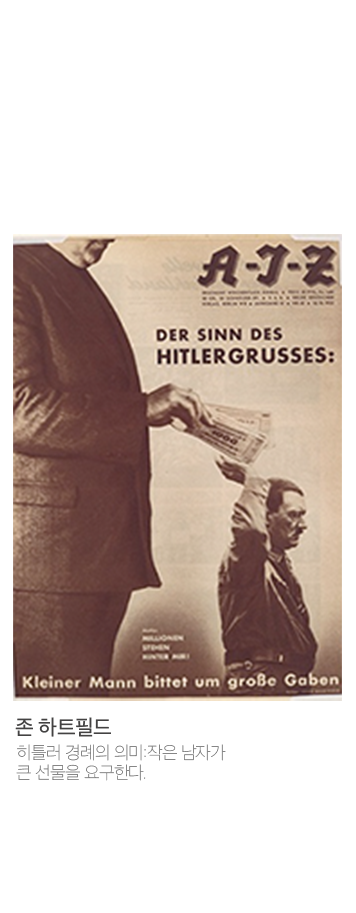 A-I-Z
DER SINN DES
HITLERGRUSSES:
MILLIONEN
STEHEN
HINTER MIR!
Kleiner Mann bittet um große Gaben
존 하트필드
히틀러 경례의 의미:작은 남자가
큰 선물을 요구한다.